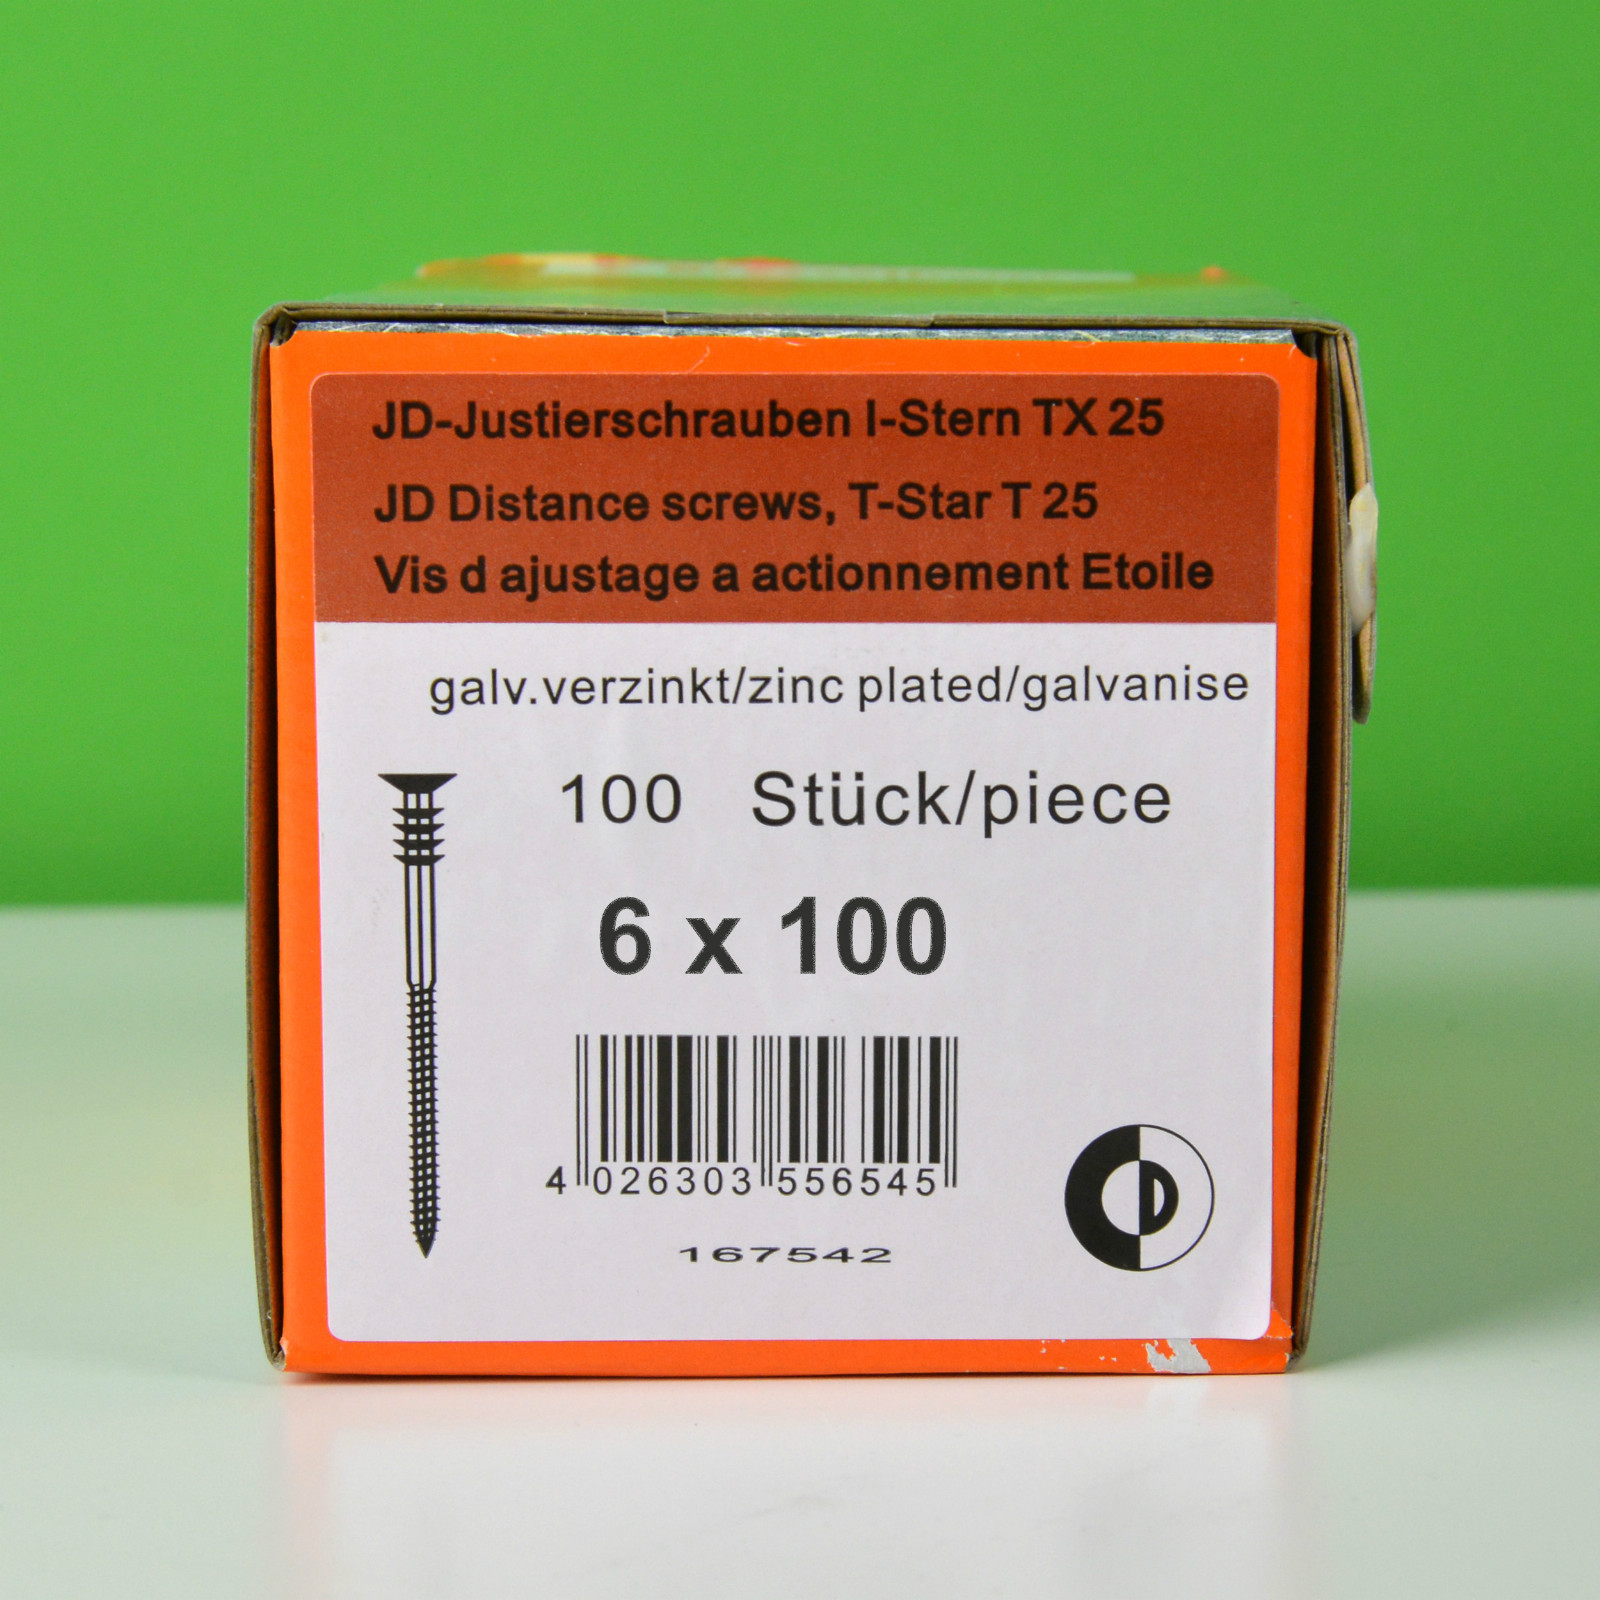 JD-Justierschrauben I-Stern TX 25
JD Distance screws, T-Star T 25
Vis d ajustage a actionnement Etoile
galv.verzinkt/zinc plated/galvanise
100 Stück/piece
6 x 100
4 026303 556545
167542
D